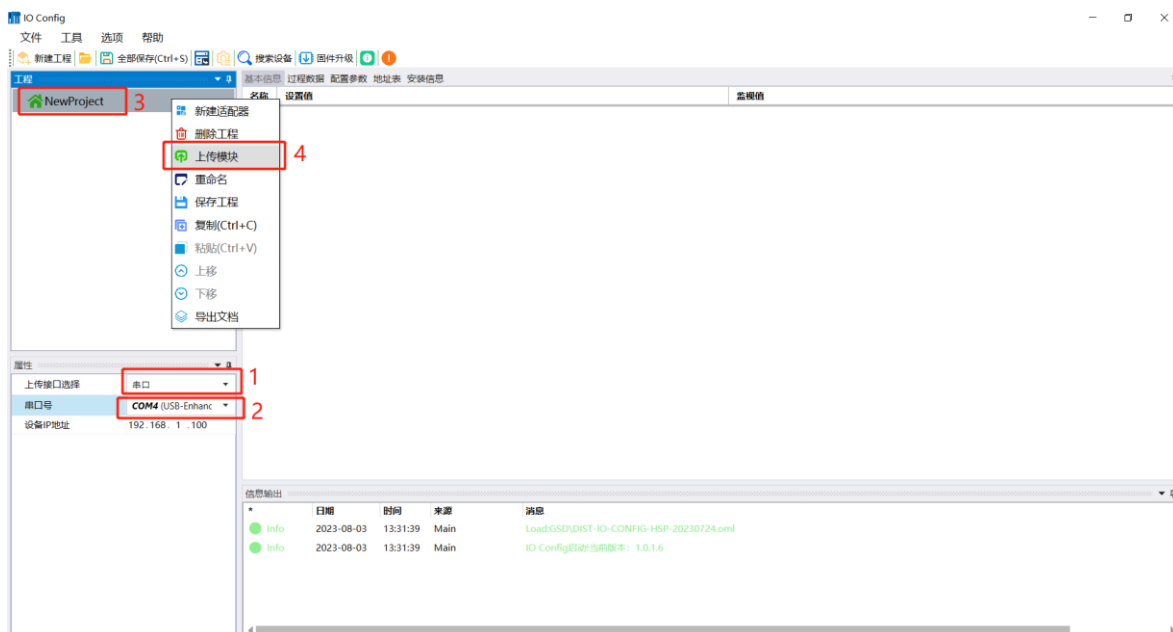 IO Config
文件 工具 选项 帮助
新建工程 全部保存(Ctrl+S) 搜索设备 固件升级
工程
基本信息 过程数据 配置参数 地址表 安装信息
名称 设置值 监视值
NewProject 3
新建适配器
删除工程
上传模块 4
重命名
保存工程
复制(Ctrl+C)
粘贴(Ctrl+V)
上移
下移
导出文档
属性
上传接口选择 串口 1
串口号 COM4 (USB-Enhanc 2
设备IP地址 192.168. 1 .100
信息输出
* 日期 时间 来源 消息
Info 2023-08-03 13:31:39 Main Load:GSD\DIST-IO-CONFIG-HSP-20230724.oml
Info 2023-08-03 13:31:39 Main IO Config启动!当前版本：1.0.1.6